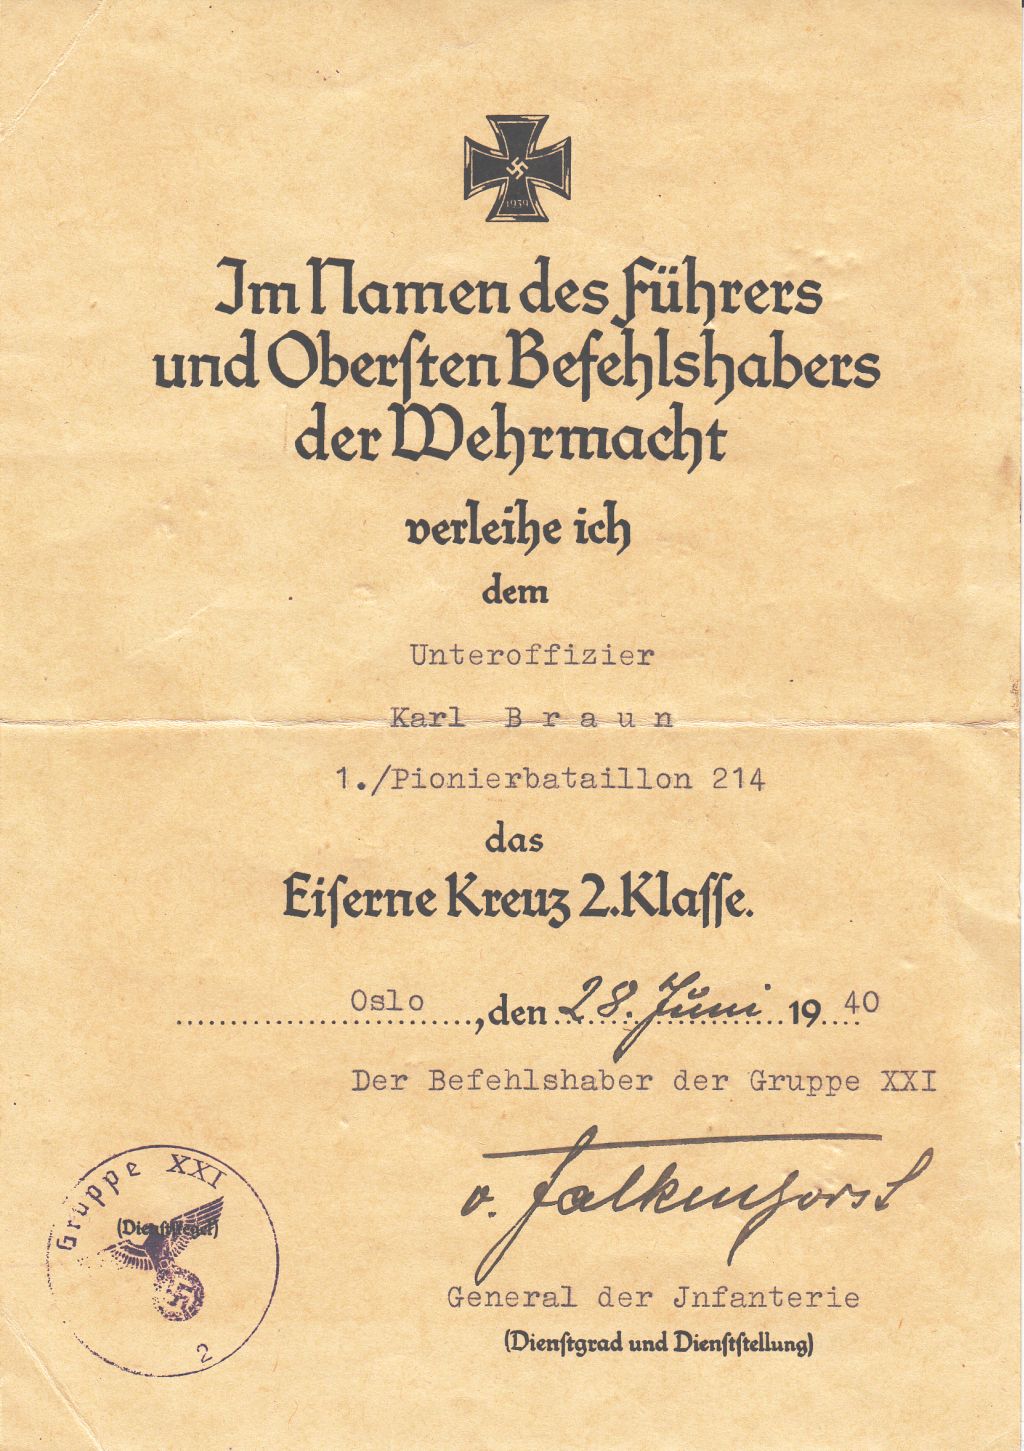 1939
Im Namen des Führers
und Oberſten Befehlshabers
der Wehrmacht
verleihe ich
dem
Unteroffizier
Karl B r a u n
1./Pionierbataillon 214
das
Eiſerne Kreuz 2.Klaſſe.
Oslo, den 28. Juni 1940
Der Befehlshaber der Gruppe XXI
v. Falkenhorst
General der Jnfanterie
(Dienſtgrad und Dienſtſtellung)
Gruppe XXI
(Dienſtſiegel)
2